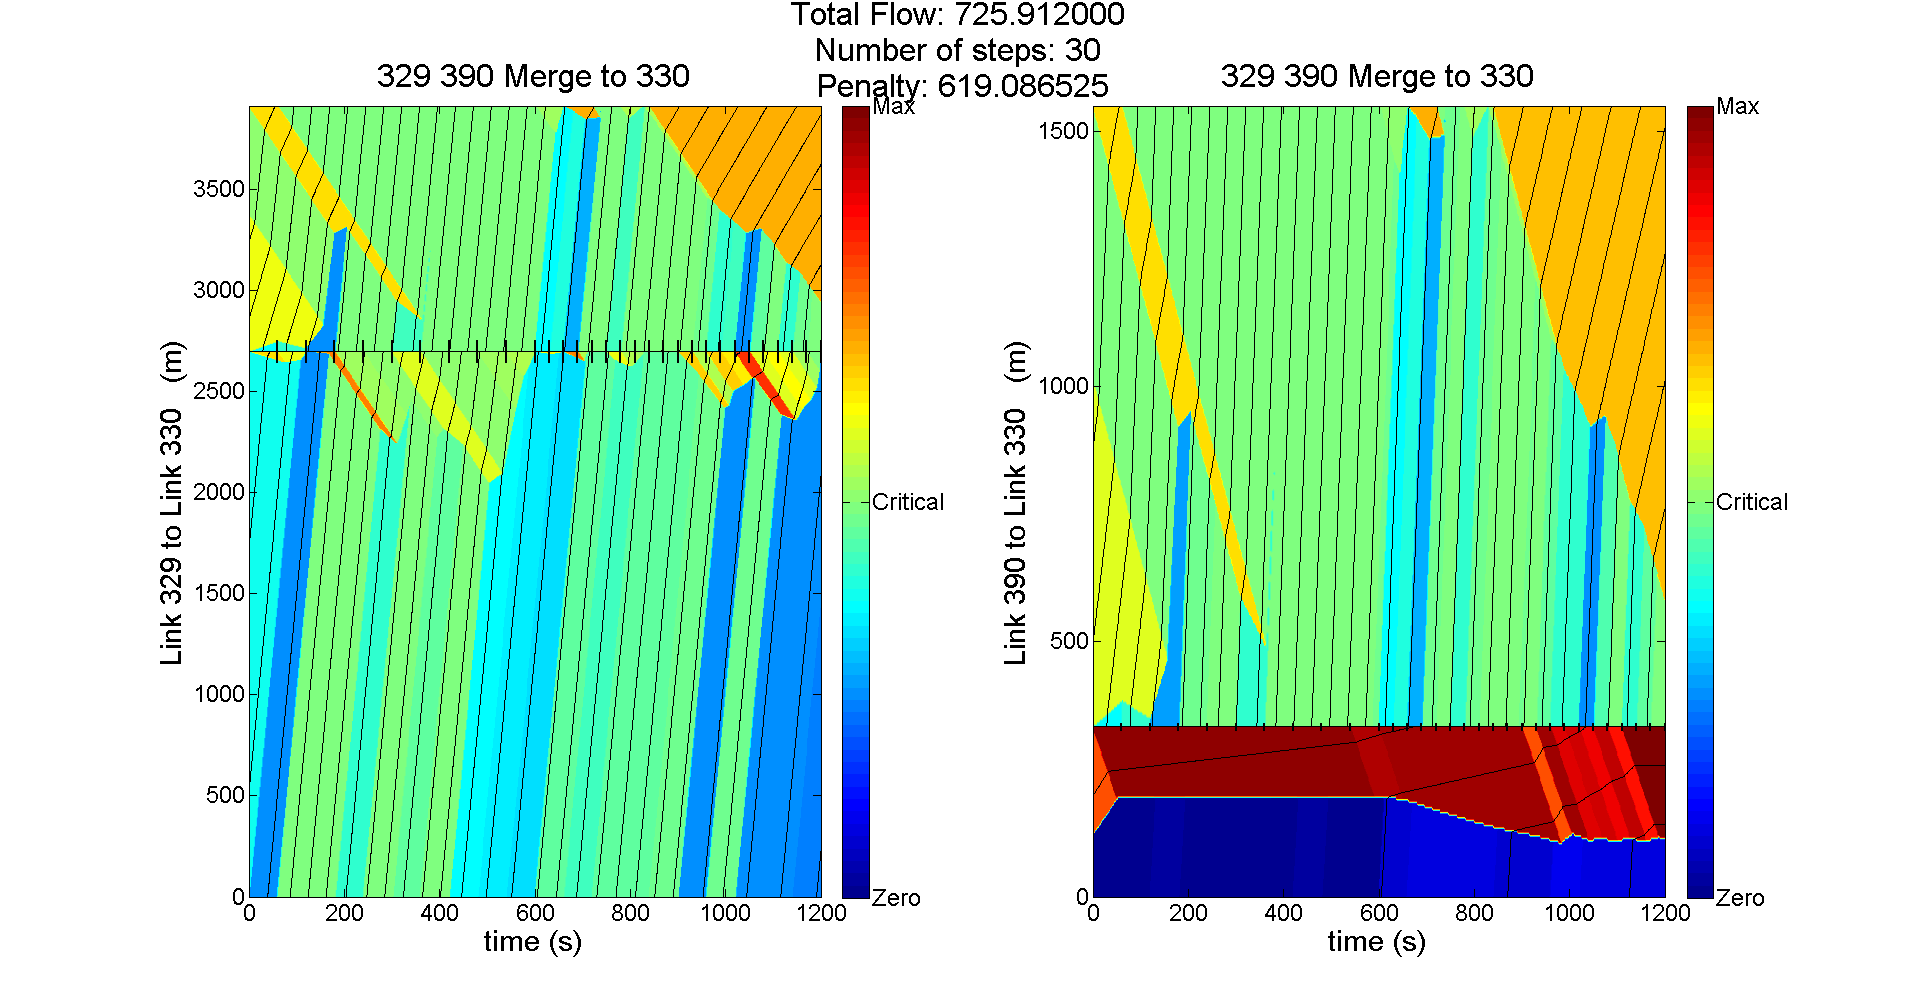 Total Flow: 725.912000
Number of steps: 30
Penalty: 619.086525
329 390 Merge to 330
Link 329 to Link 330 (m)
3500
3000
2500
2000
1500
1000
500
0
0 200 400 600 800 1000 1200
time (s)
Max
Critical
Zero
329 390 Merge to 330
Link 390 to Link 330 (m)
1500
1000
500
0
0 200 400 600 800 1000 1200
time (s)
Max
Critical
Zero